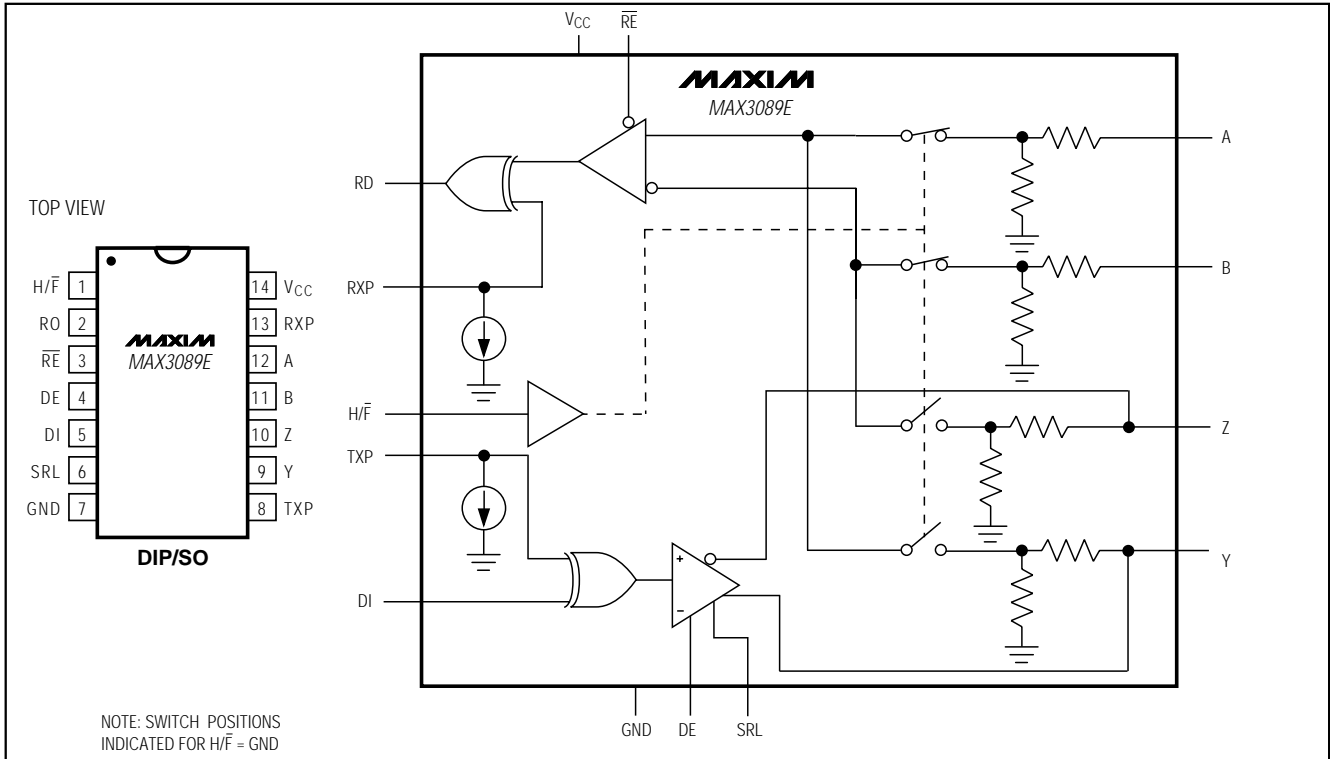 TOP VIEW
H/F̅ 1
RO 2
R̅E̅ 3
DE 4
DI 5
SRL 6
GND 7
14 VCC
13 RXP
12 A
11 B
10 Z
9 Y
8 TXP
MAXIM
MAX3089E
DIP/SO
NOTE: SWITCH POSITIONS
INDICATED FOR H/F̅ = GND
VCC
R̅E̅
MAXIM
MAX3089E
RD
RXP
H/F̅
TXP
DI
+
−
A
B
Z
Y
GND
DE
SRL